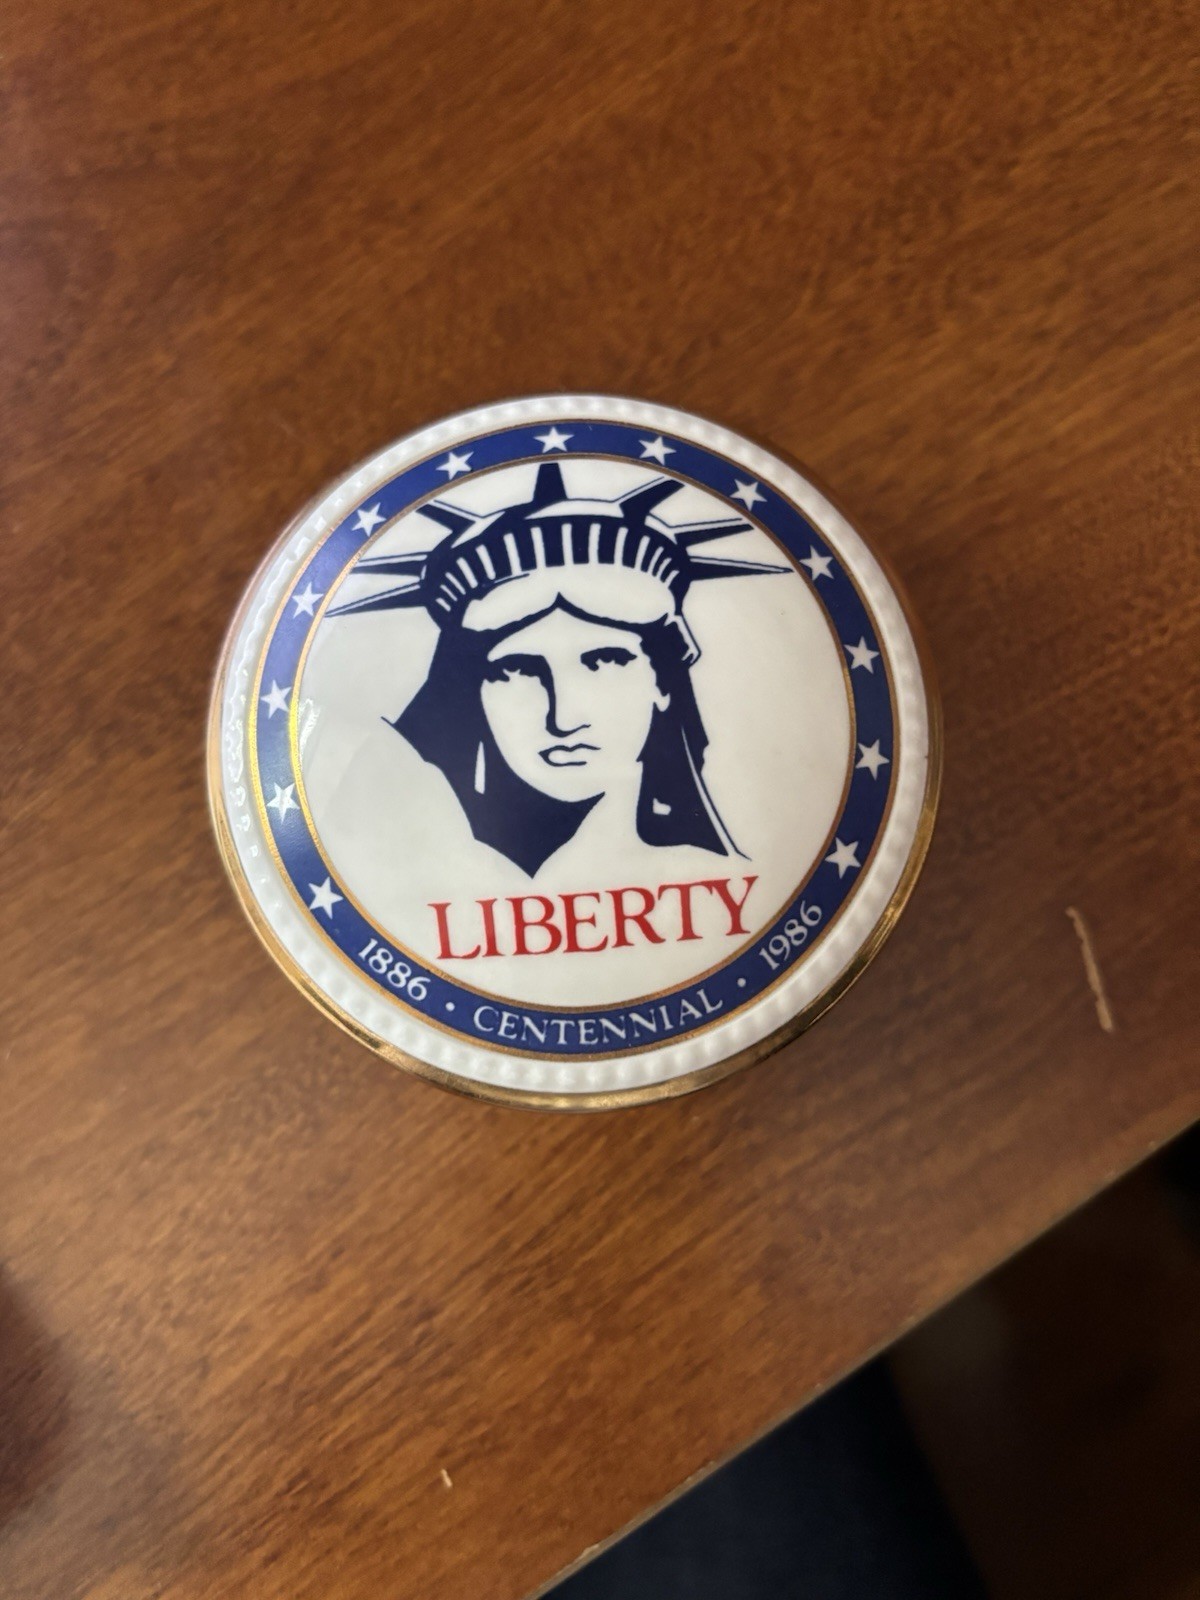 LIBERTY
1886 • CENTENNIAL • 1986